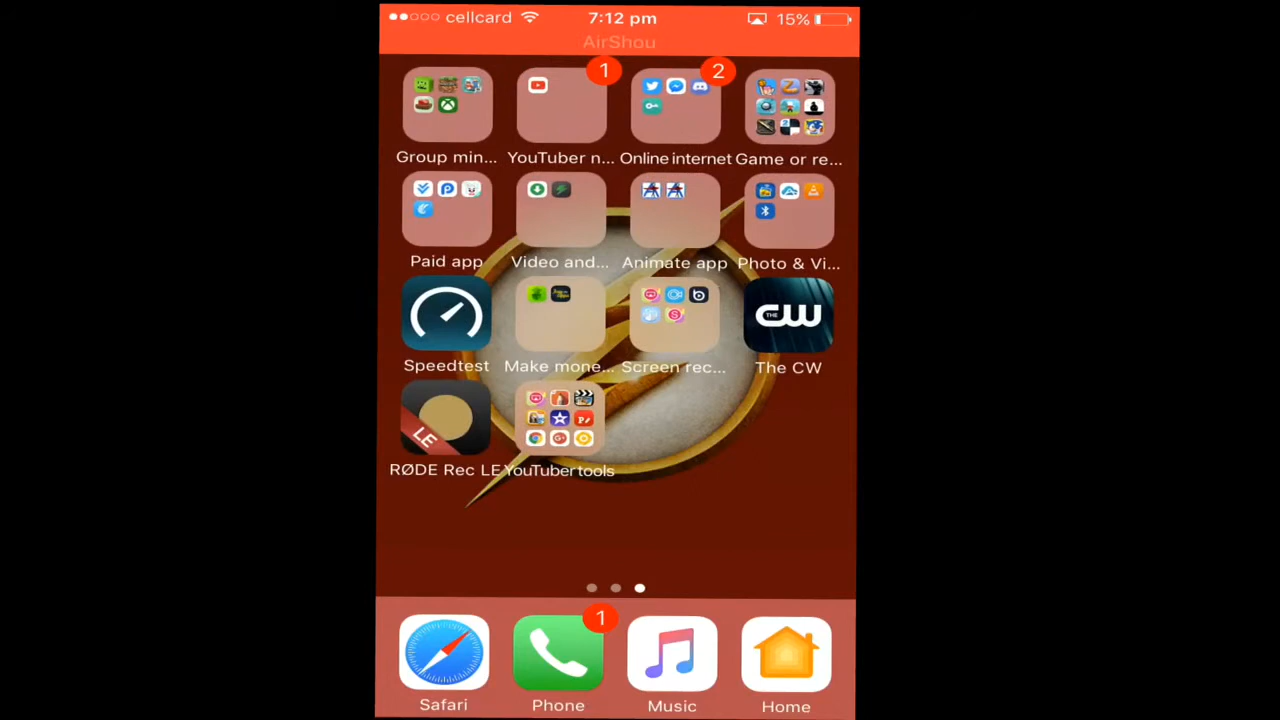 cellcard 7:12 pm 15%
AirShou
1 2
Group min... YouTuber n... Online internet Game or re...
Paid app Video and... Animate app Photo & Vi...
THE CW
Speedtest Make mone... Screen rec... The CW
LE
RØDE Rec LE YouTuber tools
1
Safari Phone Music Home